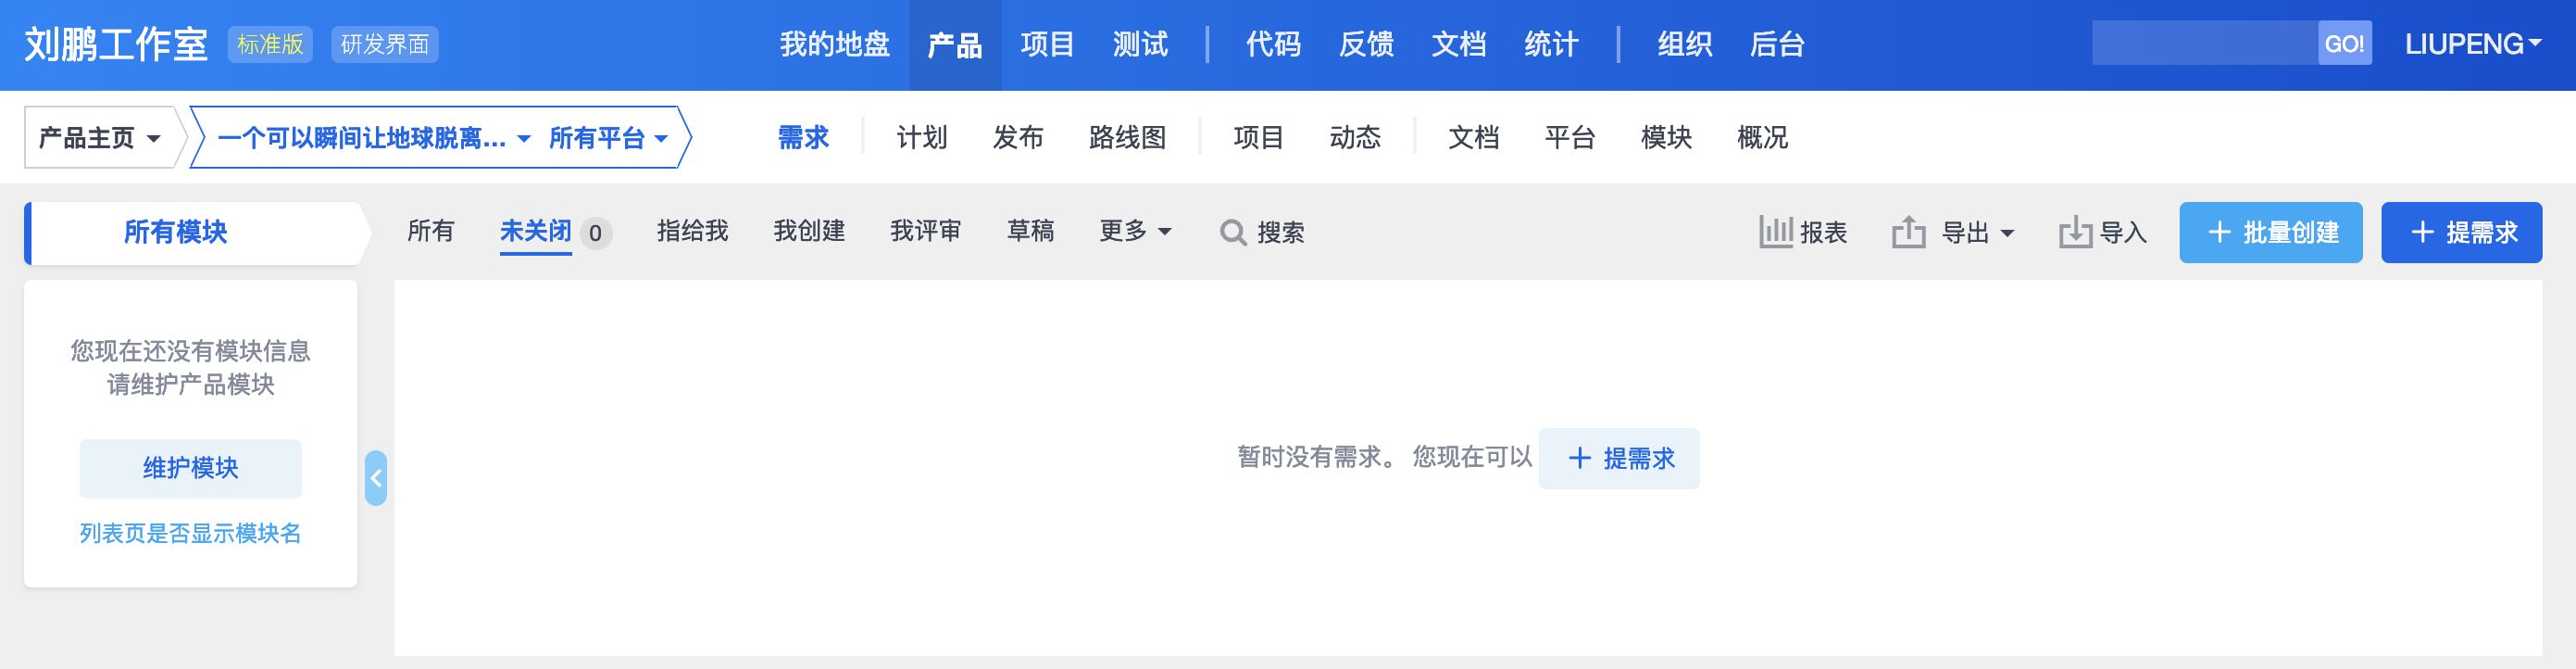 刘鹏工作室 标准版 研发界面 我的地盘 产品 项目 测试 代码 反馈 文档 统计 组织 后台 GO! LIUPENG
产品主页 一个可以瞬间让地球脱离... 所有平台 需求 计划 发布 路线图 项目 动态 文档 平台 模块 概况
所有模块 所有 未关闭 0 指给我 我创建 我评审 草稿 更多 搜索 报表 导出 导入 批量创建 提需求
您现在还没有模块信息
请维护产品模块
维护模块
列表页是否显示模块名
暂时没有需求。 您现在可以 提需求